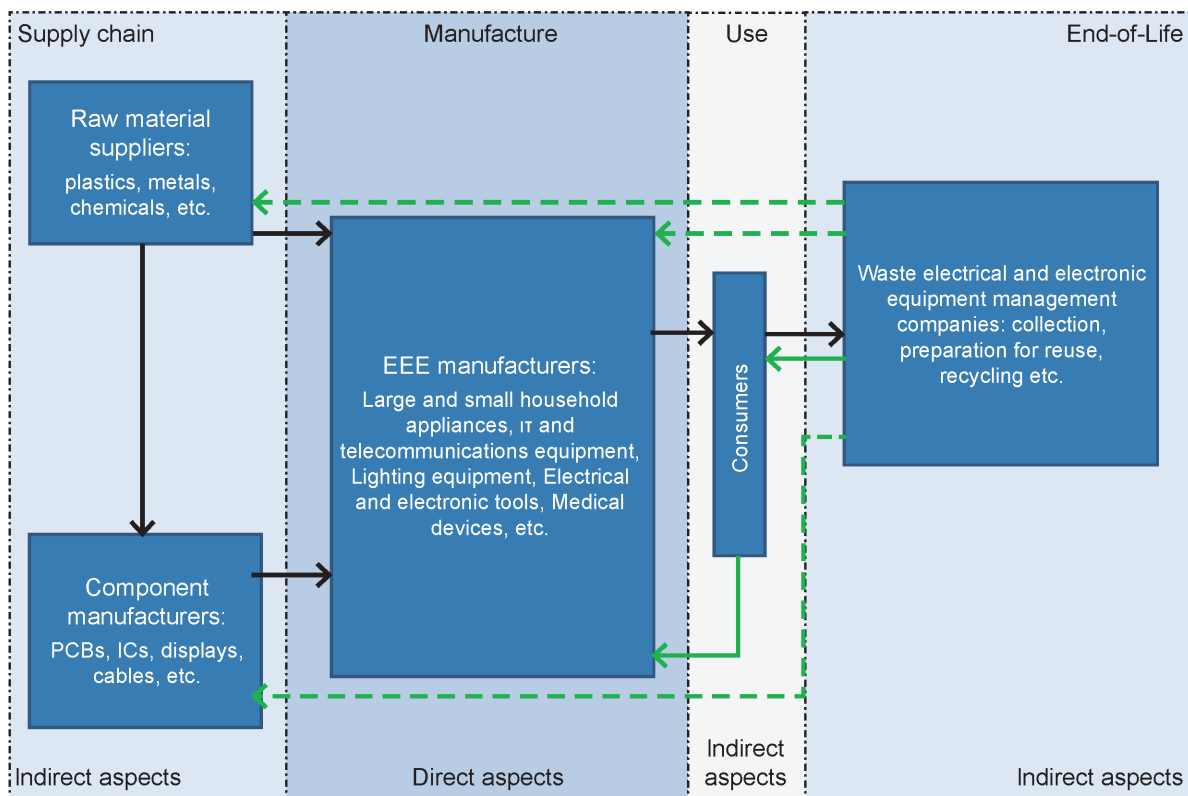 Supply chain
Manufacture
Use
End-of-Life
Raw material
suppliers:
plastics, metals,
chemicals, etc.
EEE manufacturers:
Large and small household
appliances, IT and
telecommunications equipment,
Lighting equipment, Electrical
and electronic tools, Medical
devices, etc.
Consumers
Waste electrical and electronic
equipment management
companies: collection,
preparation for reuse,
recycling etc.
Component
manufacturers:
PCBs, ICs, displays,
cables, etc.
Indirect aspects
Direct aspects
Indirect
aspects
Indirect aspects